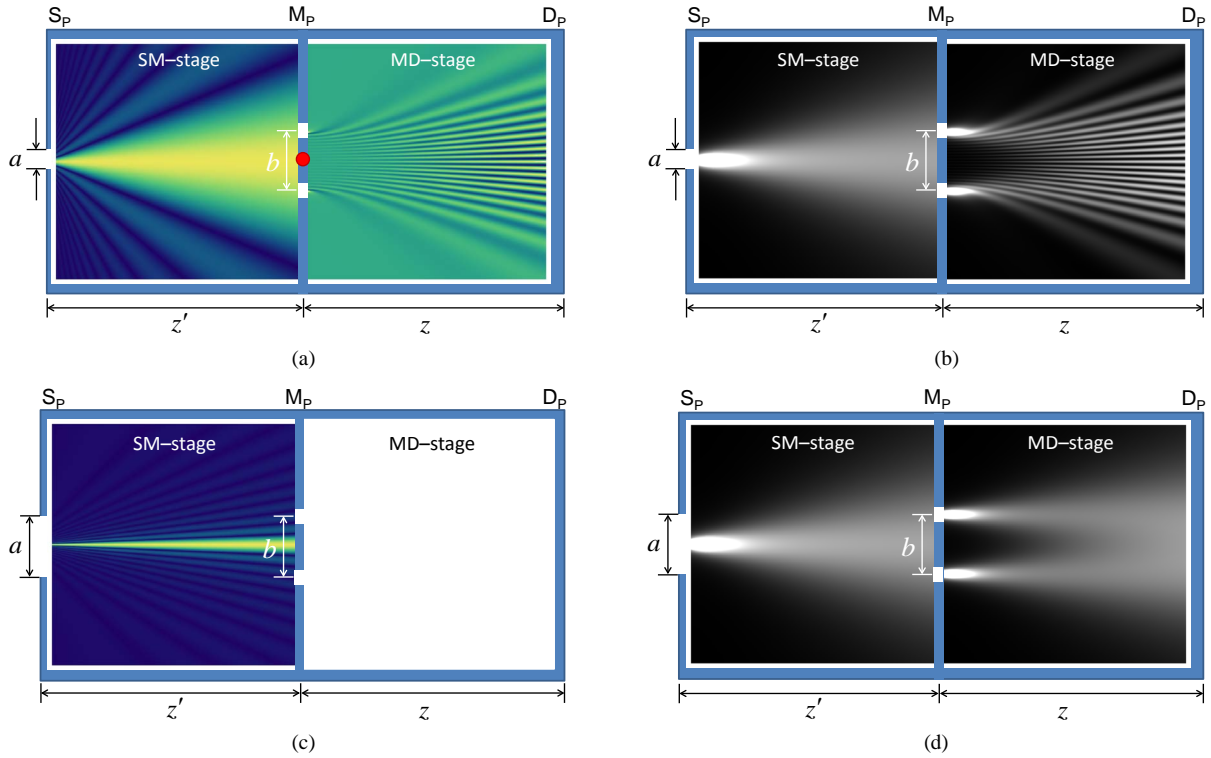 S_P M_P D_P
SM–stage MD–stage
a b
z′ z
(a)
S_P M_P D_P
SM–stage MD–stage
a b
z′ z
(b)
S_P M_P D_P
SM–stage MD–stage
a b
z′ z
(c)
S_P M_P D_P
SM–stage MD–stage
a b
z′ z
(d)